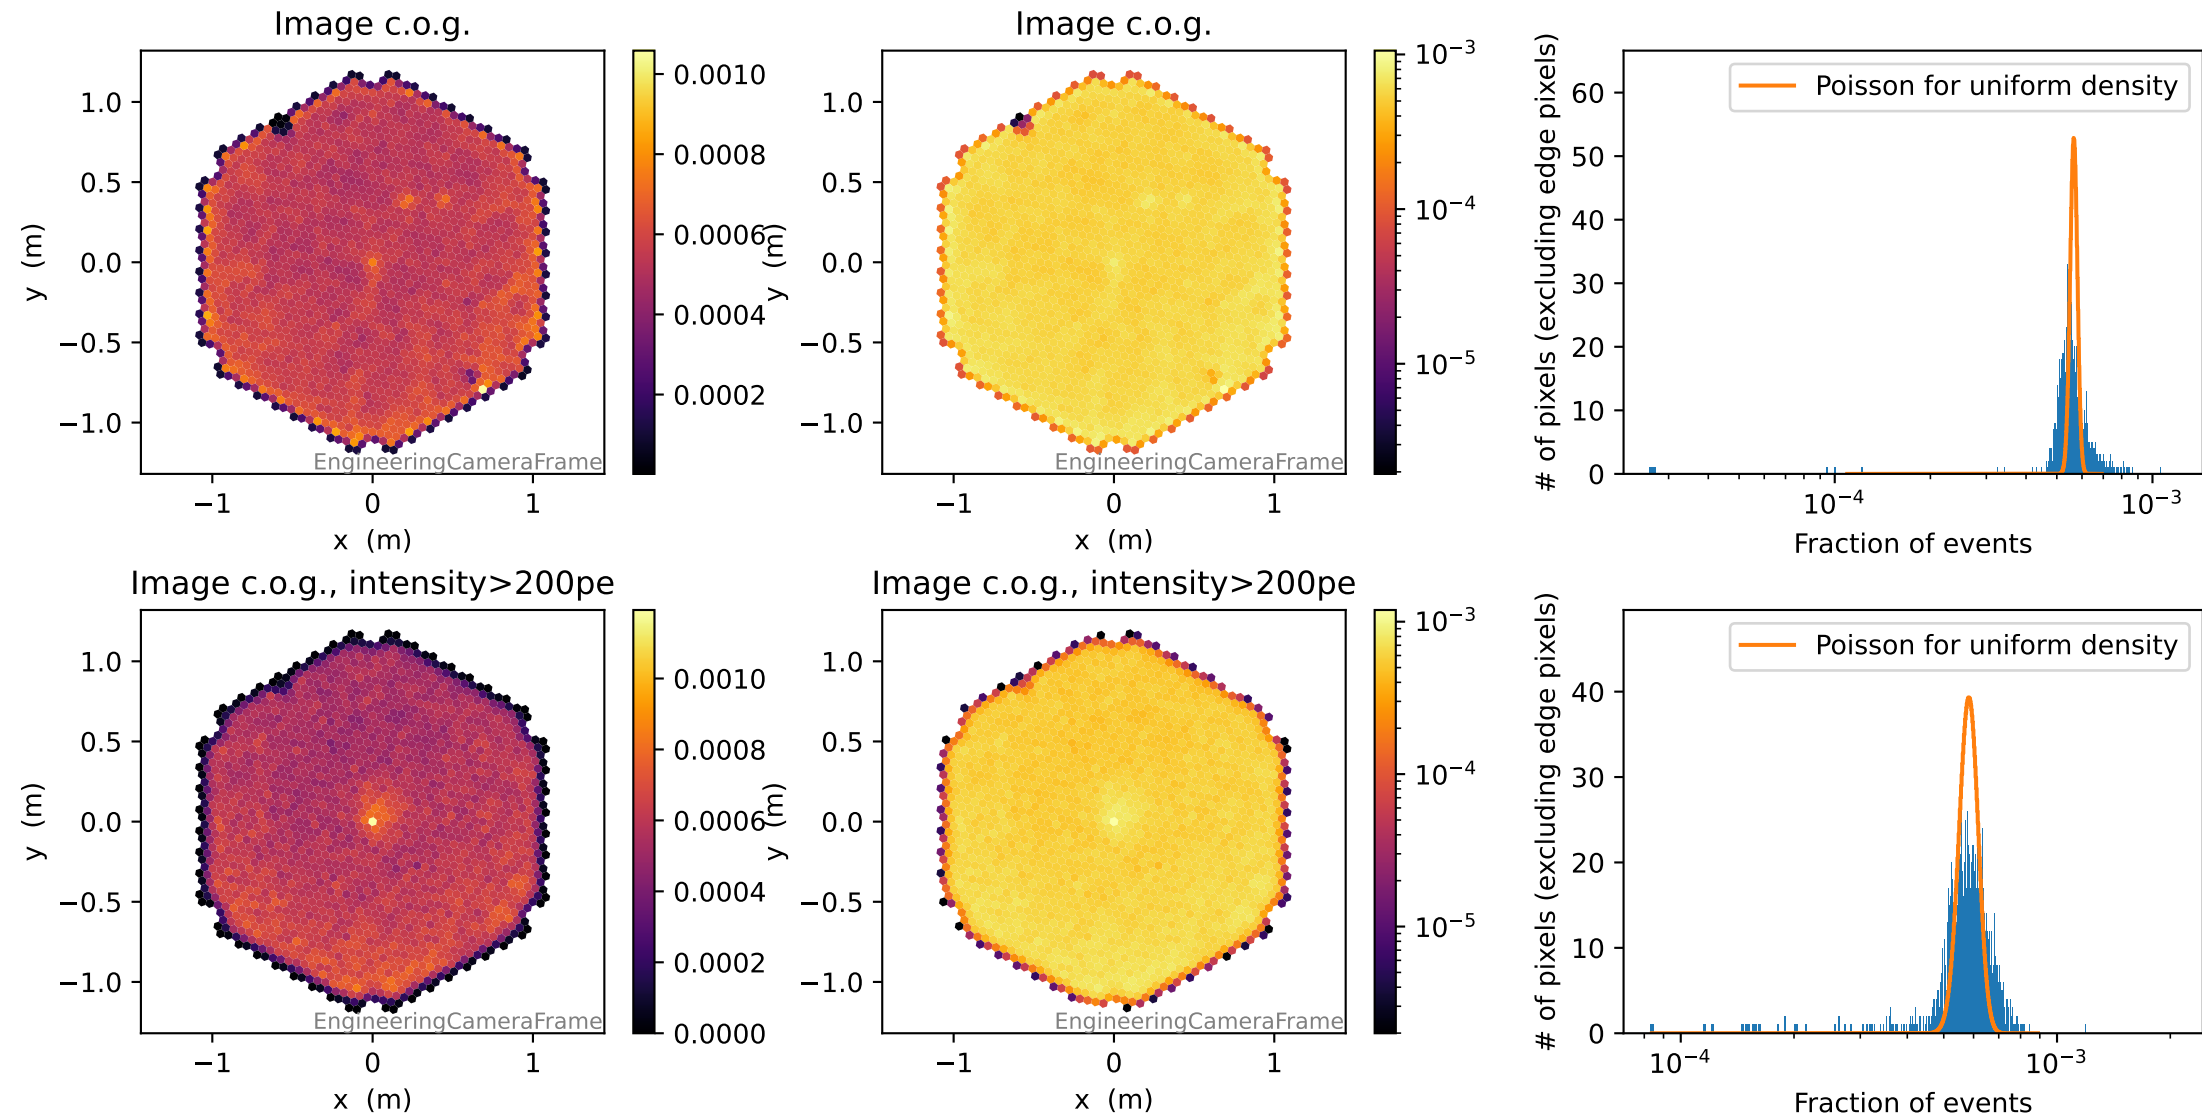 Image c.o.g.
1.0
0.5
0.0
−0.5
−1.0
y (m)
−1
0
1
x (m)
EngineeringCameraFrame
0.0010
0.0008
0.0006
0.0004
0.0002
Image c.o.g.
1.0
0.5
0.0
−0.5
−1.0
y (m)
−1
0
1
x (m)
EngineeringCameraFrame
10⁻³
10⁻⁴
10⁻⁵
Poisson for uniform density
# of pixels (excluding edge pixels)
60
50
40
30
20
10
0
10⁻⁴
10⁻³
Fraction of events
Image c.o.g., intensity>200pe
1.0
0.5
0.0
−0.5
−1.0
y (m)
−1
0
1
x (m)
EngineeringCameraFrame
0.0010
0.0008
0.0006
0.0004
0.0002
0.0000
Image c.o.g., intensity>200pe
1.0
0.5
0.0
−0.5
−1.0
y (m)
−1
0
1
x (m)
EngineeringCameraFrame
10⁻³
10⁻⁴
10⁻⁵
Poisson for uniform density
# of pixels (excluding edge pixels)
40
30
20
10
0
10⁻⁴
10⁻³
Fraction of events